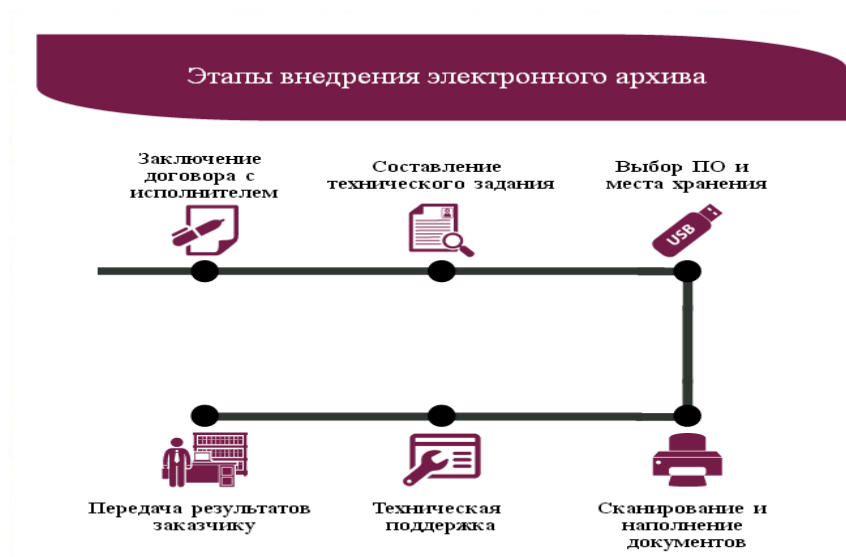 Этапы внедрения электронного архива
Заключение
договора с
исполнителем
Составление
технического задания
Выбор ПО и
места хранения
USB
Передача результатов
заказчику
Техническая
поддержка
Сканирование и
наполнение
документов